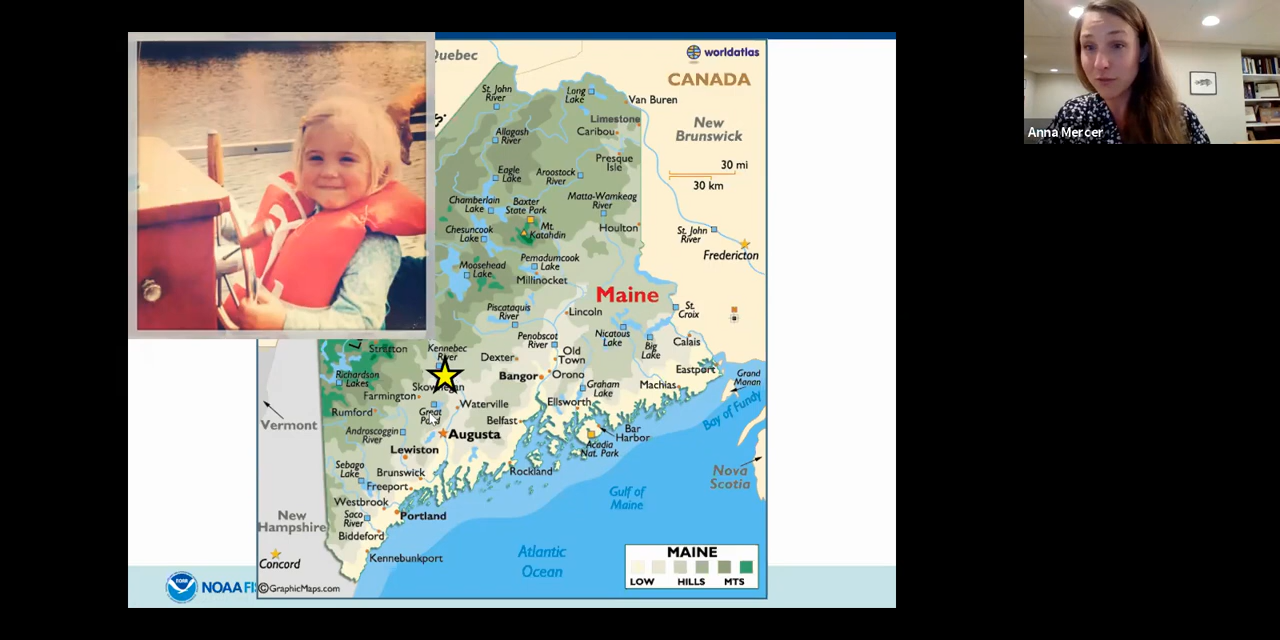 Quebec
worldatlas
CANADA
St. John
River
Long
Lake
Van Buren
Limestone
Caribou
New
Brunswick
Allagash
River
Presque
Isle
30 mi
30 km
Eagle
Lake
Aroostock
River
Chamberlain
Lake
Baxter
State Park
Matta-Wamkeag
River
Chesuncook
Lake
Mt.
Katahdin
Houlton
St. John
River
Fredericton
Moosehead
Lake
Pemadumcook
Lake
Millinocket
Maine
Piscataquis
River
Lincoln
St.
Croix
Penobscot
River
Nicatous
Lake
Big
Lake
Calais
Stratton
Kennebec
River
Dexter
Old
Town
Eastport
Grand
Manan
Richardson
Lakes
Skowhegan
Bangor
Orono
Graham
Lake
Machias
Farmington
Rumford
Great
Pond
Waterville
Ellsworth
Bay of Fundy
Vermont
Androscoggin
River
Belfast
Augusta
Bar
Harbor
Acadia
Nat. Park
Lewiston
Sebago
Lake
Brunswick
Rockland
Nova
Scotia
Freeport
Gulf of
Maine
Westbrook
New
Hampshire
Saco
River
Portland
Biddeford
Concord
Kennebunkport
Atlantic
Ocean
MAINE
LOW HILLS MTS
NOAA FI
©GraphicMaps.com
Anna Mercer